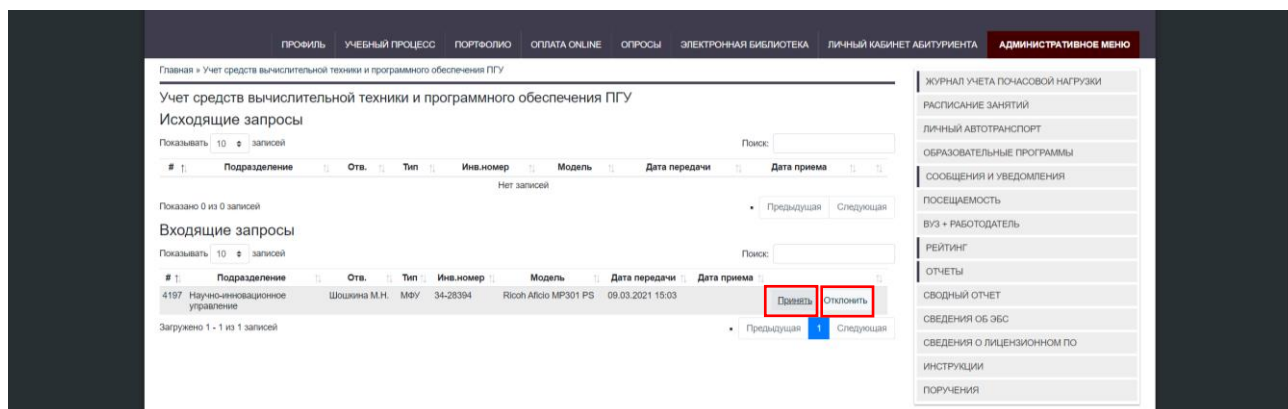 ПРОФИЛЬ УЧЕБНЫЙ ПРОЦЕСС ПОРТФОЛИО ОПЛАТА ONLINE ОПРОСЫ ЭЛЕКТРОННАЯ БИБЛИОТЕКА ЛИЧНЫЙ КАБИНЕТ АБИТУРИЕНТА АДМИНИСТРАТИВНОЕ МЕНЮ
Главная » Учет средств вычислительной техники и программного обеспечения ПГУ
Учет средств вычислительной техники и программного обеспечения ПГУ
Исходящие запросы
Показывать 10 записей Поиск:
# Подразделение Отв. Тип Инв.номер Модель Дата передачи Дата приема
Нет записей
Показано 0 из 0 записей Предыдущая Следующая
Входящие запросы
Показывать 10 записей Поиск:
# Подразделение Отв. Тип Инв.номер Модель Дата передачи Дата приема
4197 Научно-инновационное Шошкина М.Н. МФУ 34-28394 Ricoh Aficio MP301 PS 09.03.2021 15:03 Принять Отклонить
управление
Загружено 1 - 1 из 1 записей Предыдущая 1 Следующая
ЖУРНАЛ УЧЕТА ПОЧАСОВОЙ НАГРУЗКИ
РАСПИСАНИЕ ЗАНЯТИЙ
ЛИЧНЫЙ АВТОТРАНСПОРТ
ОБРАЗОВАТЕЛЬНЫЕ ПРОГРАММЫ
СООБЩЕНИЯ И УВЕДОМЛЕНИЯ
ПОСЕЩАЕМОСТЬ
ВУЗ + РАБОТОДАТЕЛЬ
РЕЙТИНГ
ОТЧЕТЫ
СВОДНЫЙ ОТЧЕТ
СВЕДЕНИЯ ОБ ЭБС
СВЕДЕНИЯ О ЛИЦЕНЗИОННОМ ПО
ИНСТРУКЦИИ
ПОРУЧЕНИЯ